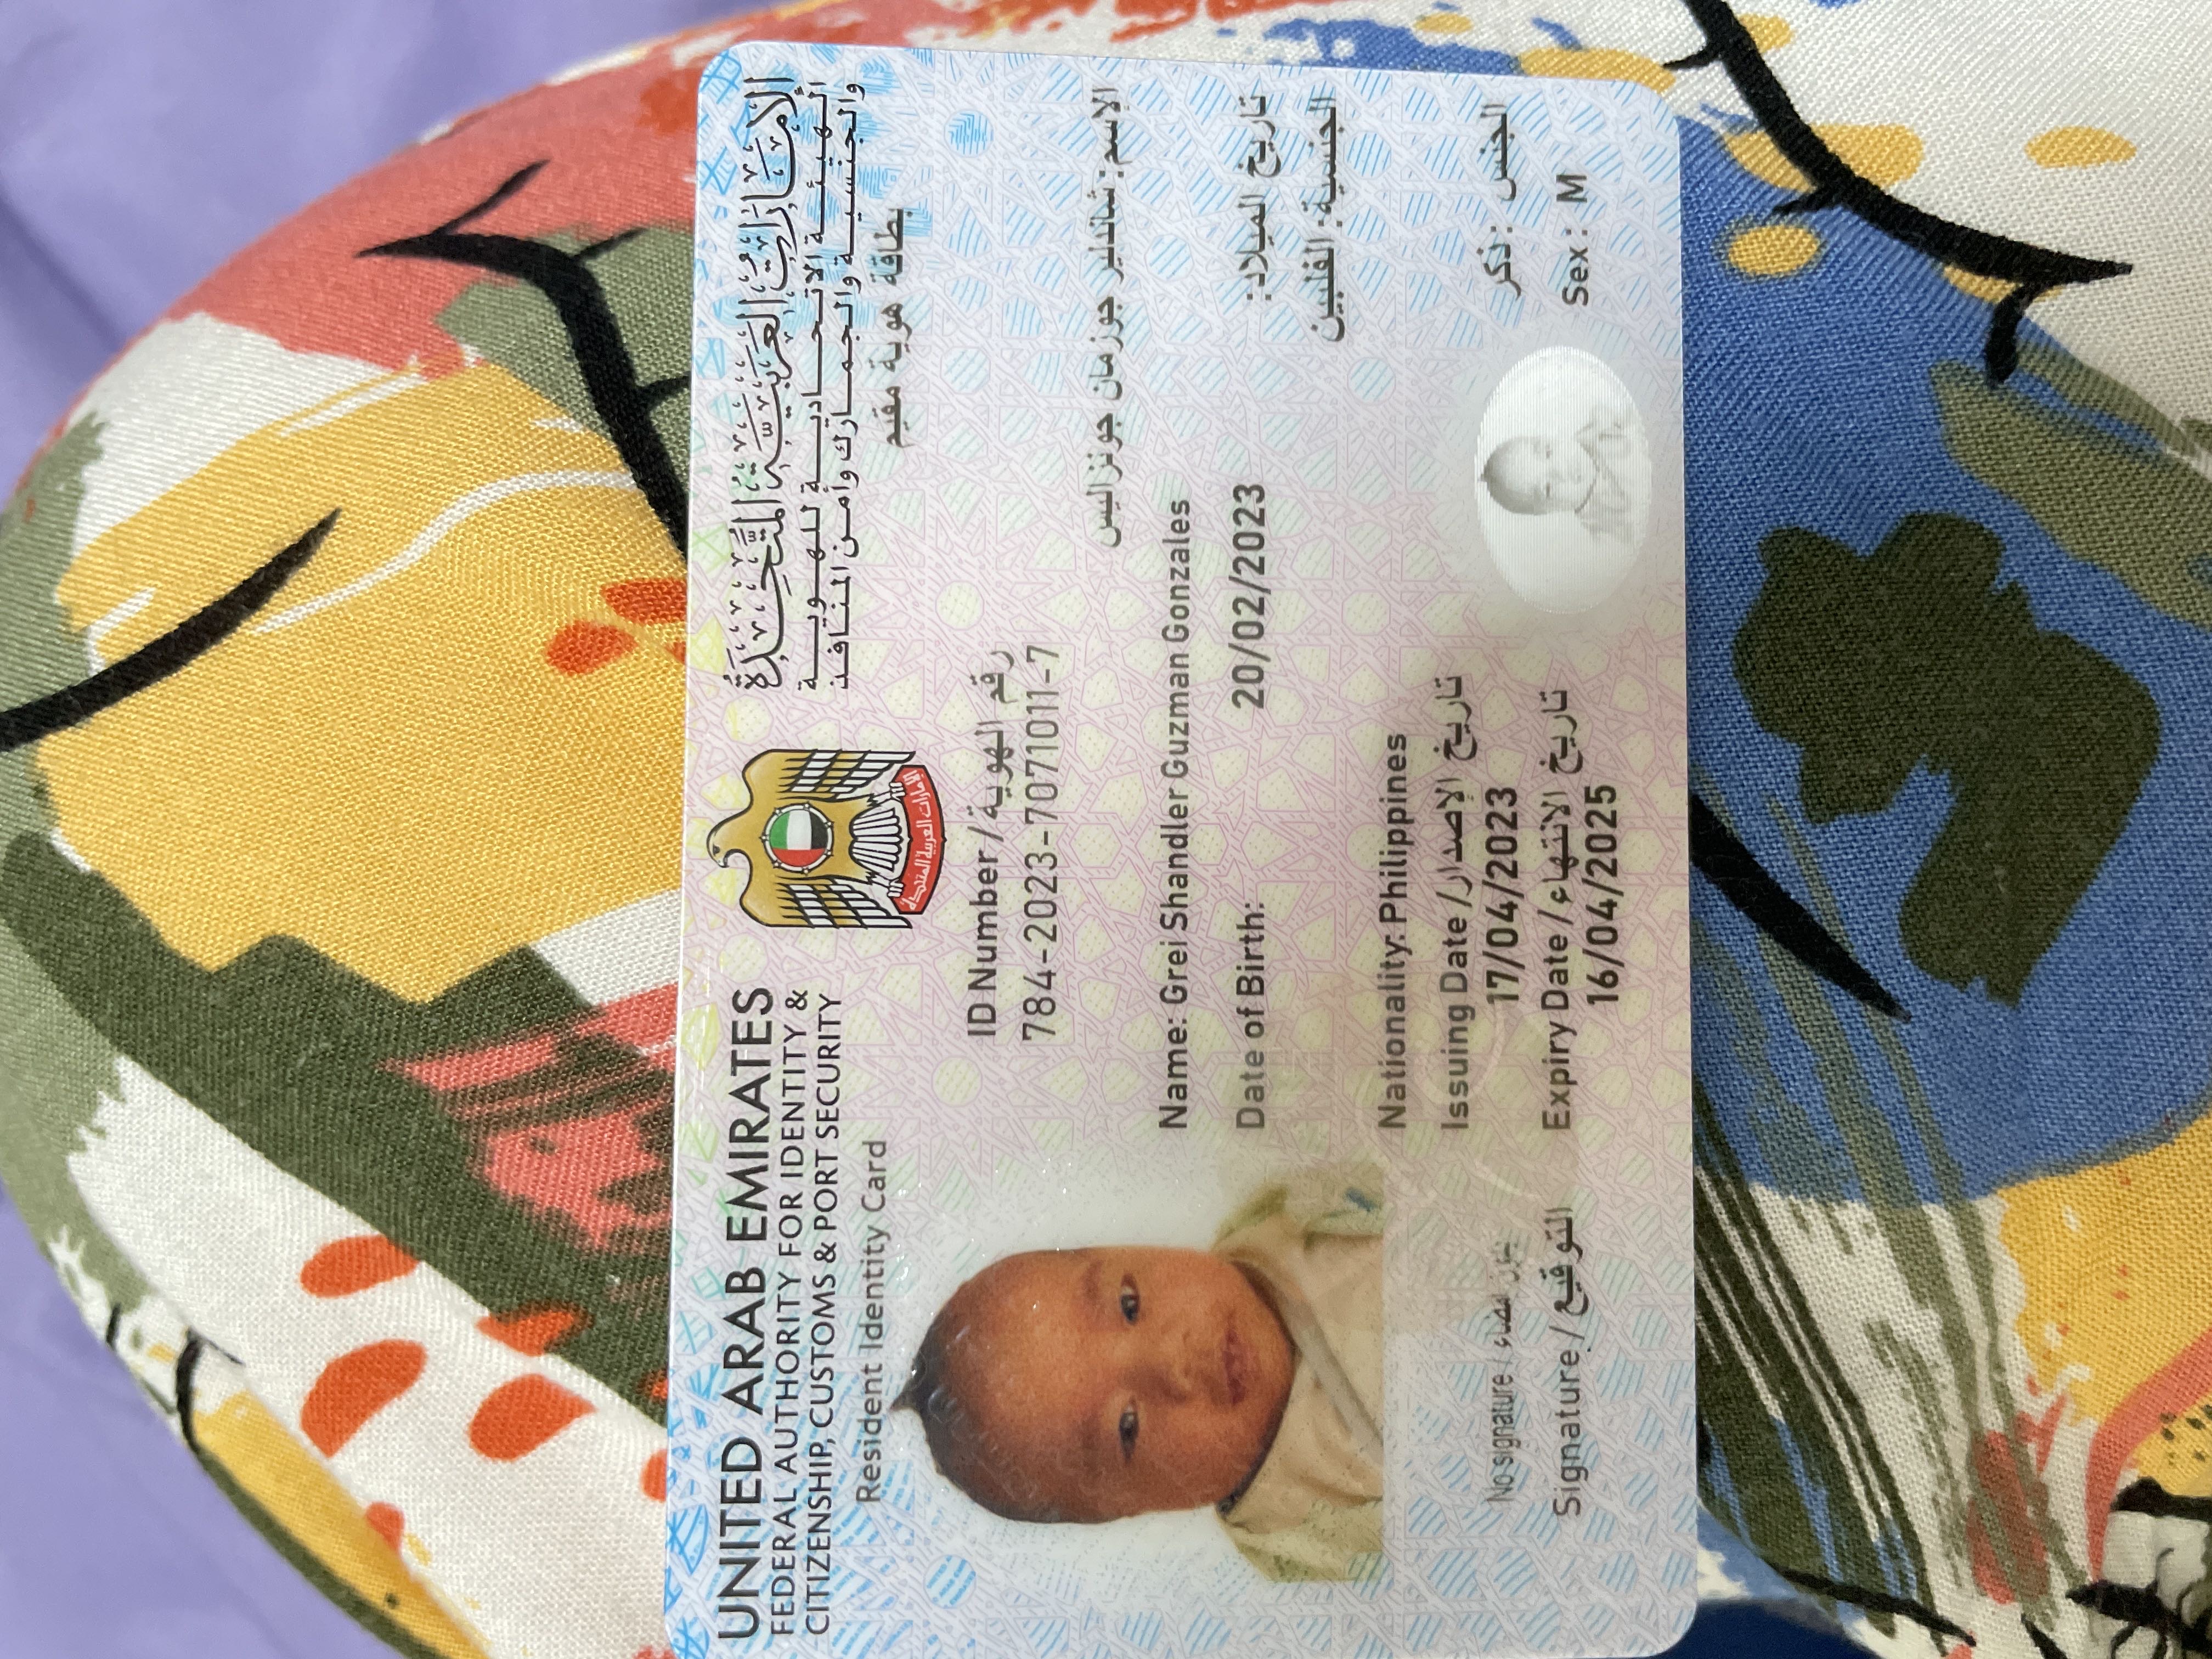 UNITED ARAB EMIRATES
FEDERAL AUTHORITY FOR IDENTITY &
CITIZENSHIP, CUSTOMS & PORT SECURITY
Resident Identity Card
الإمارات العربية المتحدة
الهيئة الاتحادية للهوية
والجنسية والجمارك وأمن المنافذ
بطاقة هوية مقيم
الإمارات العربية المتحدة
ID Number / رقم الهوية
784-2023-7071011-7
الإسم: شاندلير جوزمان جونزاليس
Name: Grei Shandler Guzman Gonzales
Date of Birth: 20/02/2023 تاريخ الميلاد:
الجنسية: الفلبين
Nationality: Philippines
Issuing Date / تاريخ الإصدار
17/04/2023
Expiry Date / تاريخ الانتهاء
16/04/2025
No signature / بدون امضاء
Signature / التوقيع
الجنس : ذكر
Sex : M